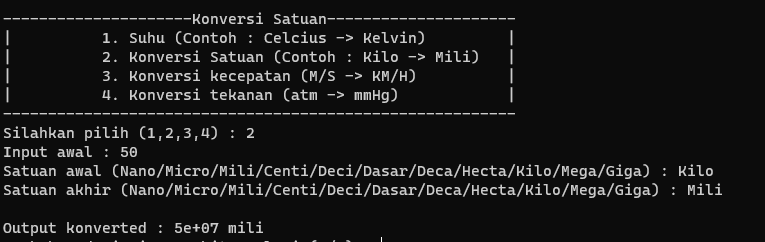 ---------------------Konversi Satuan---------------------
| 1. Suhu (Contoh : Celcius -> Kelvin) |
| 2. Konversi Satuan (Contoh : Kilo -> Mili) |
| 3. Konversi kecepatan (M/S -> KM/H) |
| 4. Konversi tekanan (atm -> mmHg) |
---------------------------------------------------------
Silahkan pilih (1,2,3,4) : 2
Input awal : 50
Satuan awal (Nano/Micro/Mili/Centi/Deci/Dasar/Deca/Hecta/Kilo/Mega/Giga) : Kilo
Satuan akhir (Nano/Micro/Mili/Centi/Deci/Dasar/Deca/Hecta/Kilo/Mega/Giga) : Mili
Output konverted : 5e+07 mili